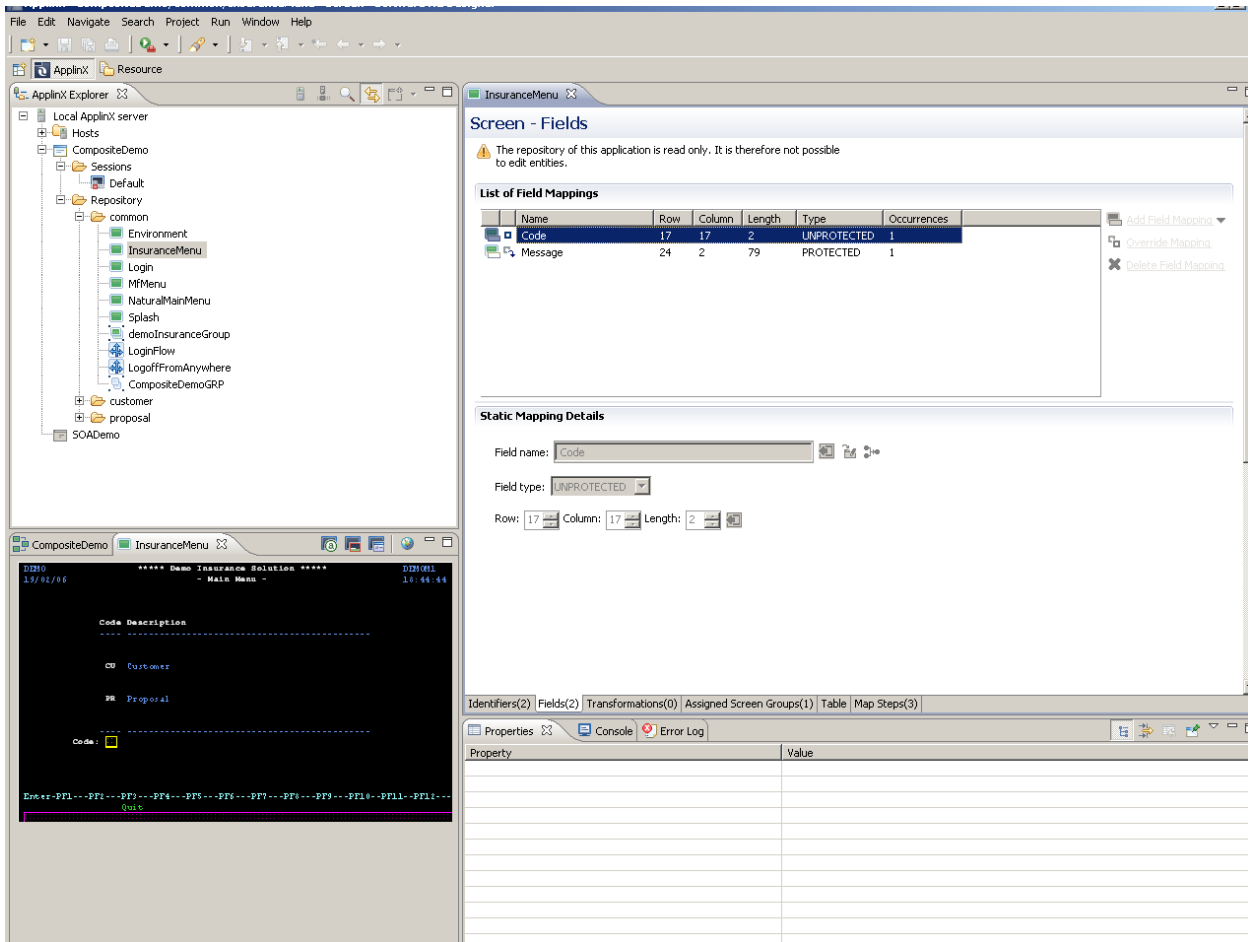 File Edit Navigate Search Project Run Window Help
ApplinX Resource
ApplinX Explorer
Local ApplinX server
Hosts
CompositeDemo
Sessions
Default
Repository
common
Environment
InsuranceMenu
Login
MfMenu
NaturalMainMenu
Splash
demoInsuranceGroup
LoginFlow
LogoffFromAnywhere
CompositeDemoGRP
customer
proposal
SOADemo
CompositeDemo InsuranceMenu
DEMO ***** Demo Insurance Solution ***** DEMOM1
19/02/06 - Main Menu - 18:44:44
Code Description
---- ---------------------------------------------
CU Customer
PR Proposal
Code:
Enter-PF1---PF2---PF3---PF4---PF5---PF6---PF7---PF8---PF9---PF10--PF11--PF12---
Quit
InsuranceMenu
Screen - Fields
The repository of this application is read only. It is therefore not possible
to edit entities.
List of Field Mappings
Name Row Column Length Type Occurrences
Code 17 17 2 UNPROTECTED 1
Message 24 2 79 PROTECTED 1
Add Field Mapping
Override Mapping
Delete Field Mapping
Static Mapping Details
Field name: Code
Field type: UNPROTECTED
Row: 17 Column: 17 Length: 2
Identifiers(2) Fields(2) Transformations(0) Assigned Screen Groups(1) Table Map Steps(3)
Properties Console Error Log
Property Value